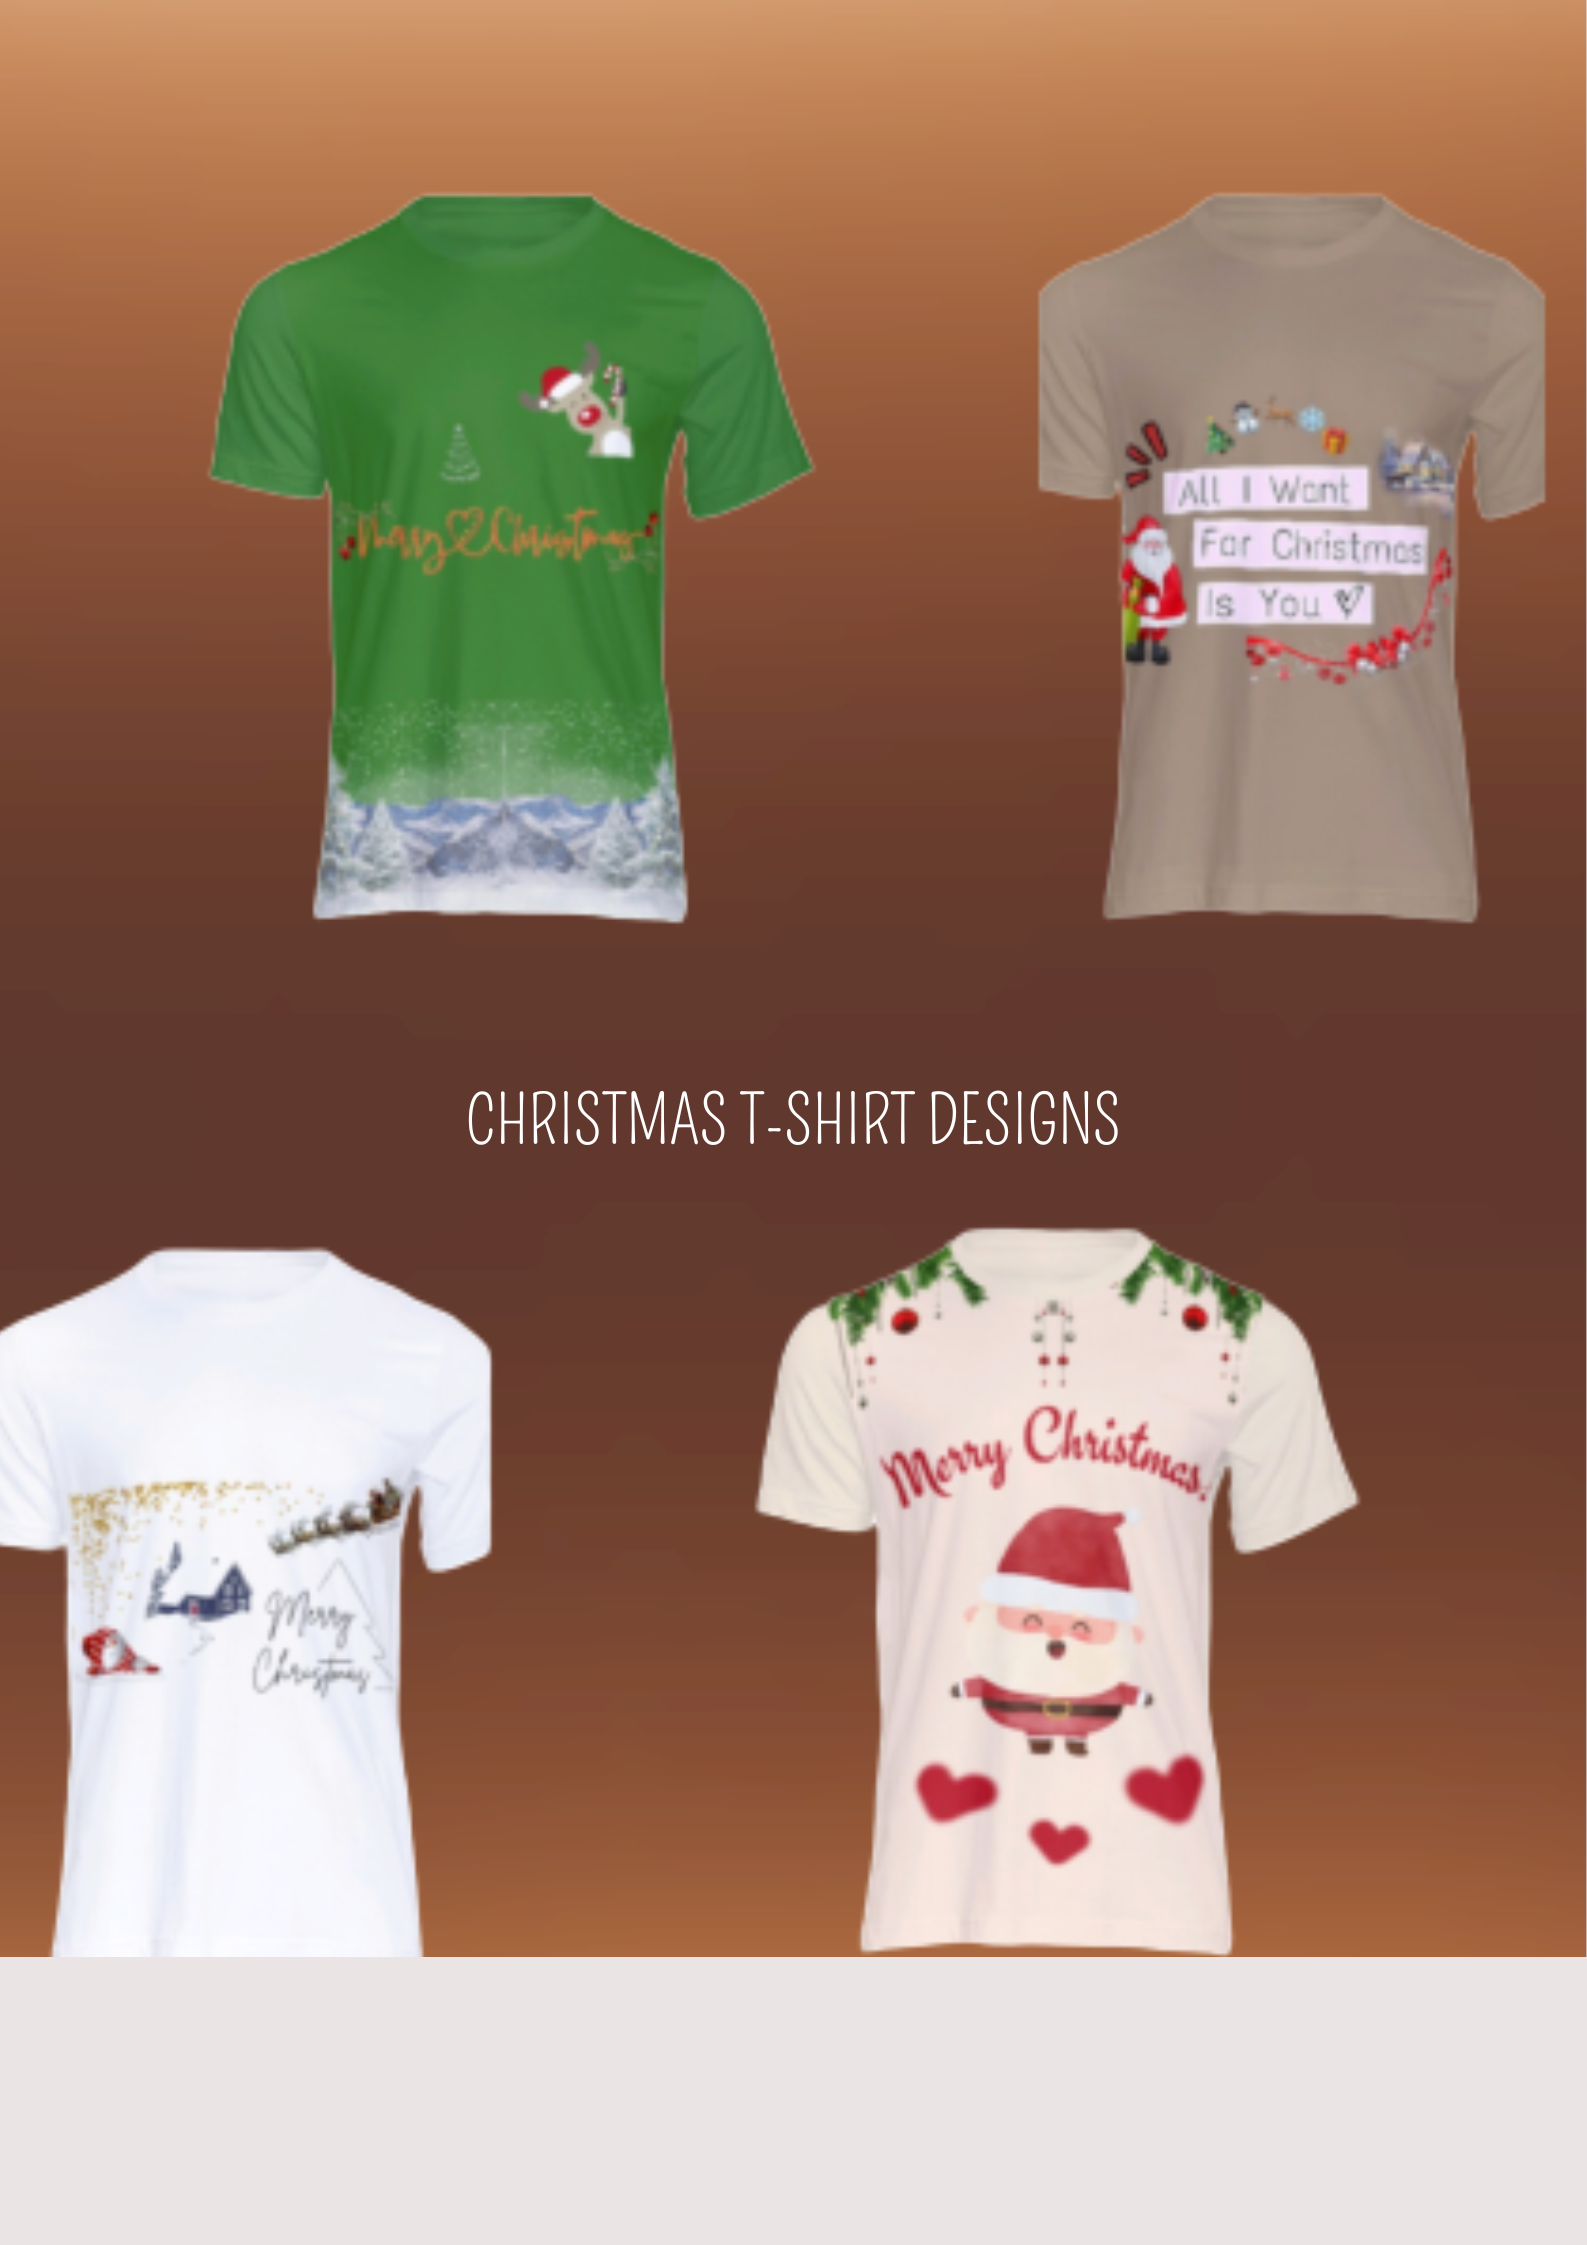 Merry Christmas
All I Want
For Christmas
Is You
CHRISTMAS T-SHIRT DESIGNS
Merry
Christmas
Merry Christmas.